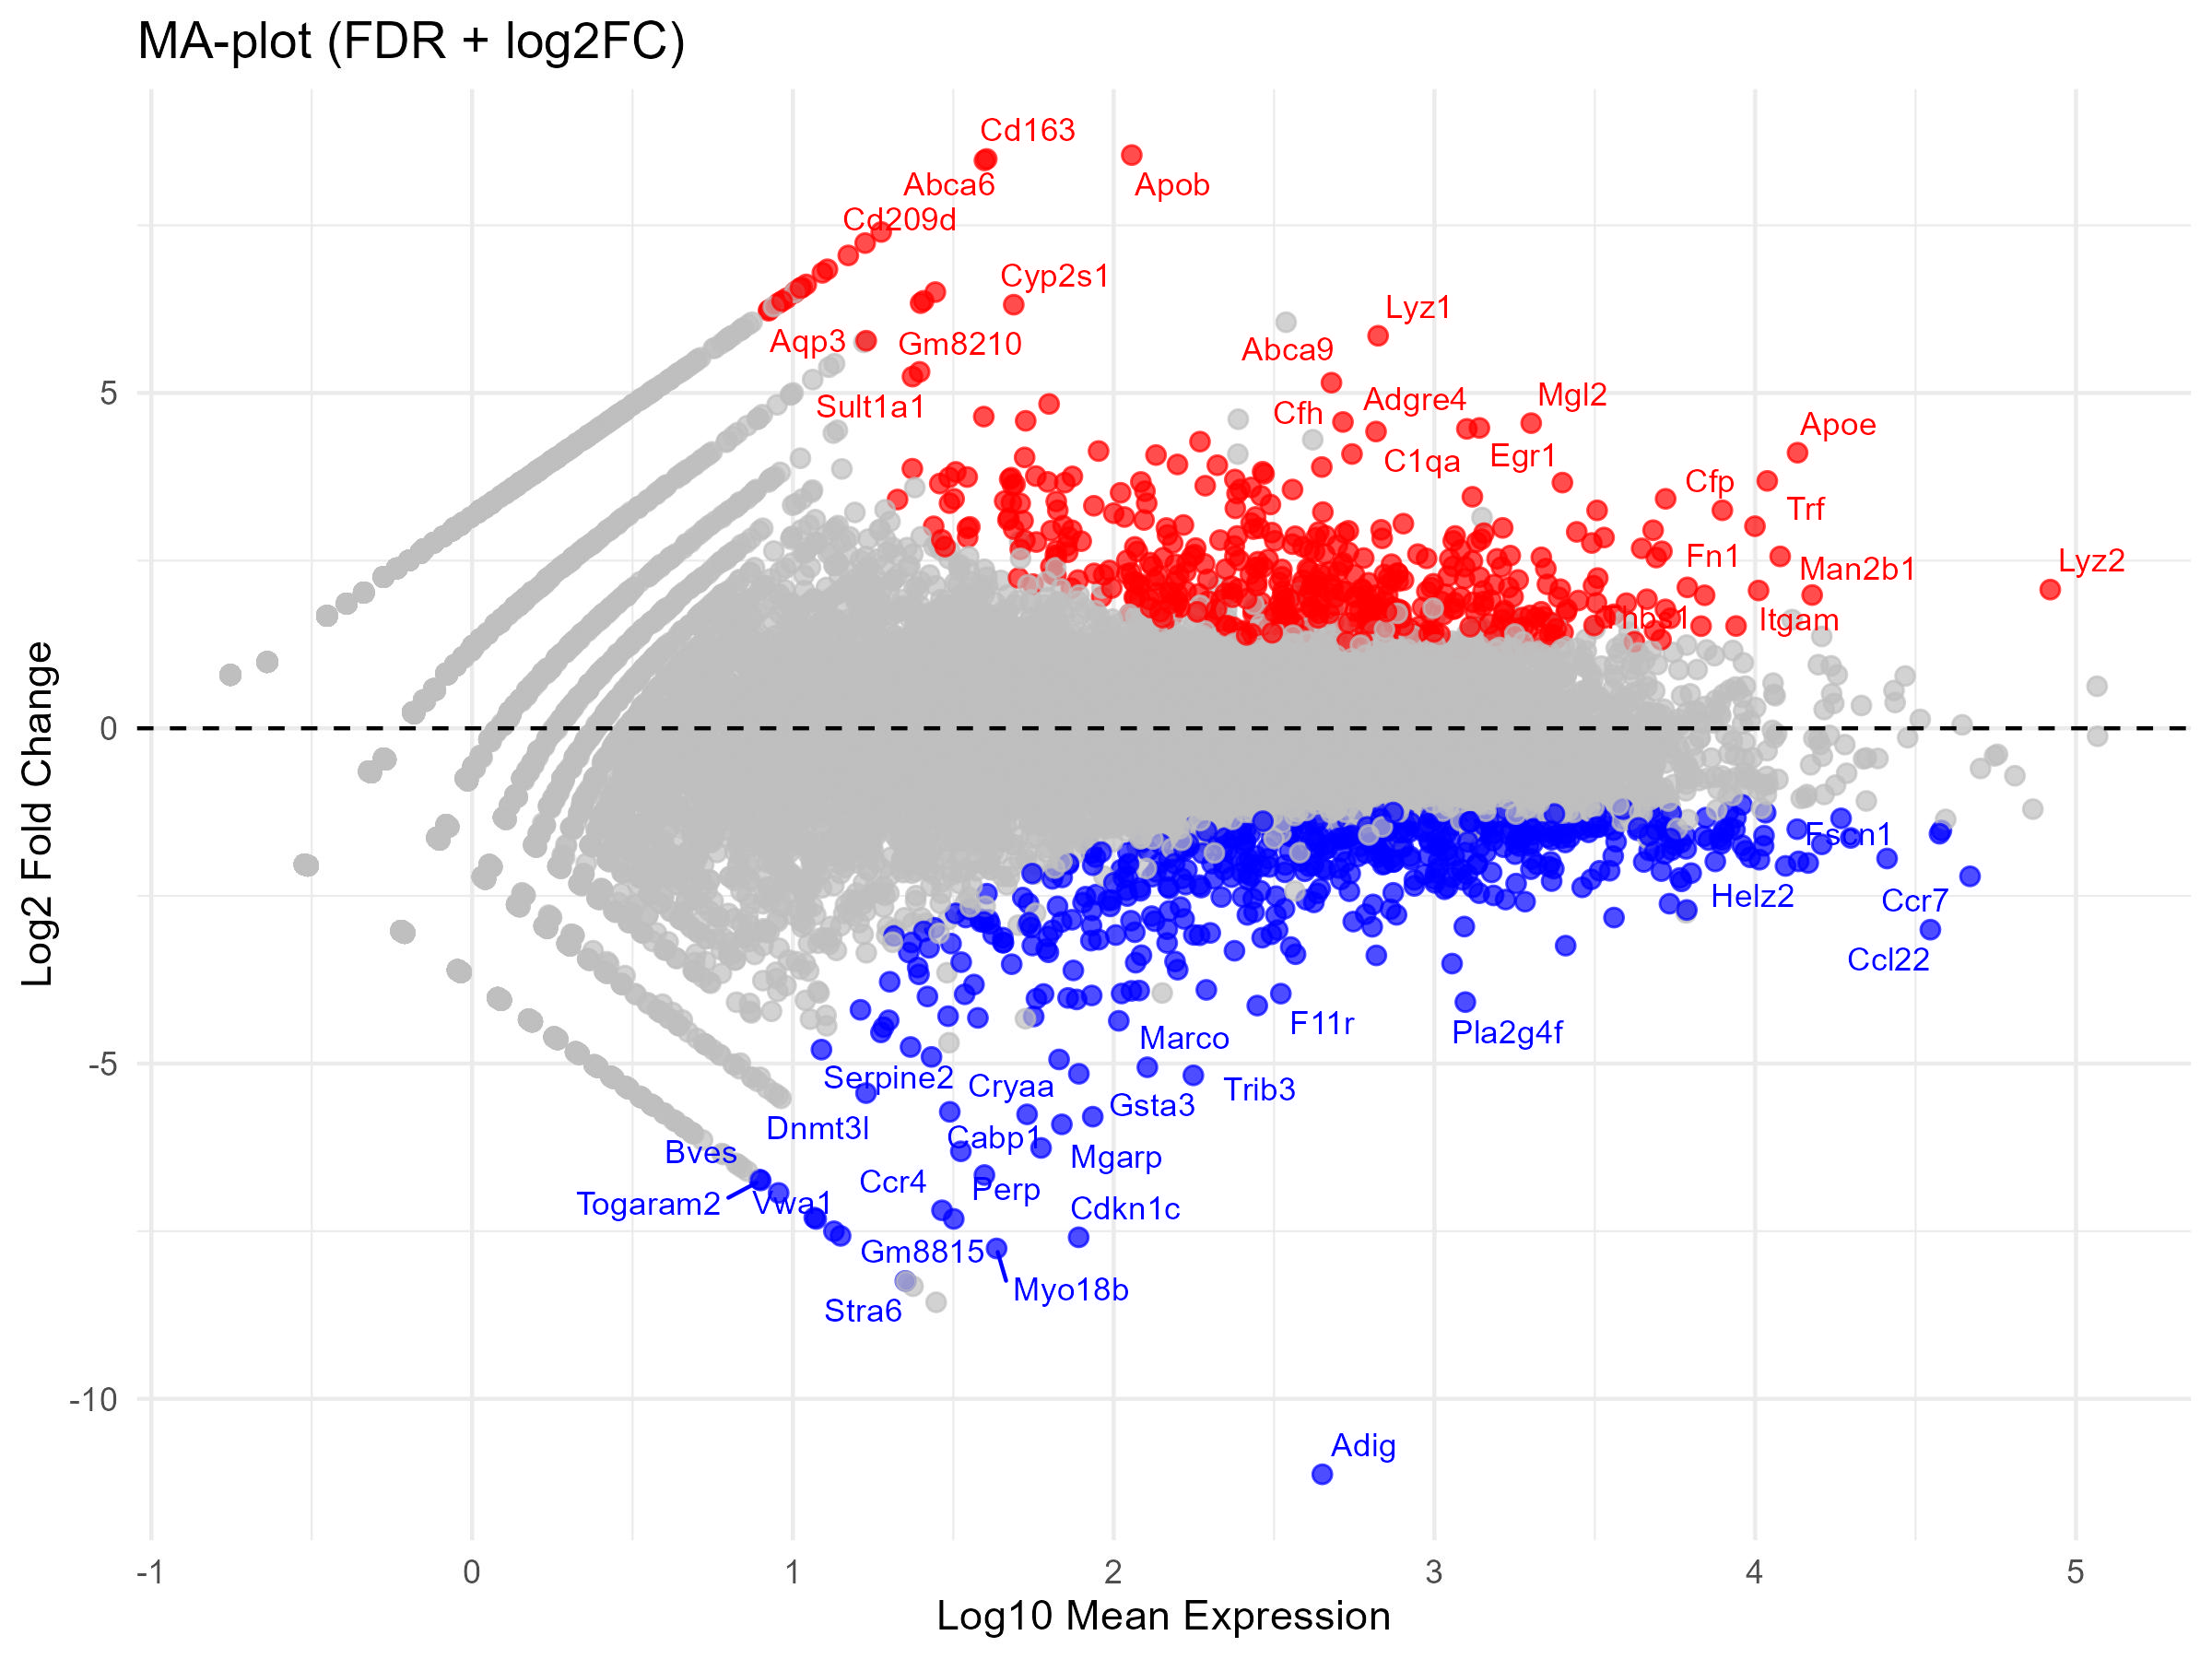 MA-plot (FDR + log2FC)
Cd163
Abca6
Apob
Cd209d
Cyp2s1
Lyz1
Aqp3
Gm8210
Abca9
Sult1a1
Cfh
Adgre4
Mgl2
Apoe
C1qa
Egr1
Cfp
Trf
Fn1
Man2b1
Lyz2
Thbs1
Itgam
Fscn1
Helz2
Ccr7
Ccl22
F11r
Pla2g4f
Marco
Serpine2
Cryaa
Trib3
Gsta3
Dnmt3l
Cabp1
Bves
Mgarp
Ccr4
Perp
Togaram2
Vwa1
Cdkn1c
Gm8815
Myo18b
Stra6
Adig
5
0
-5
-10
-1
0
1
2
3
4
5
Log2 Fold Change
Log10 Mean Expression